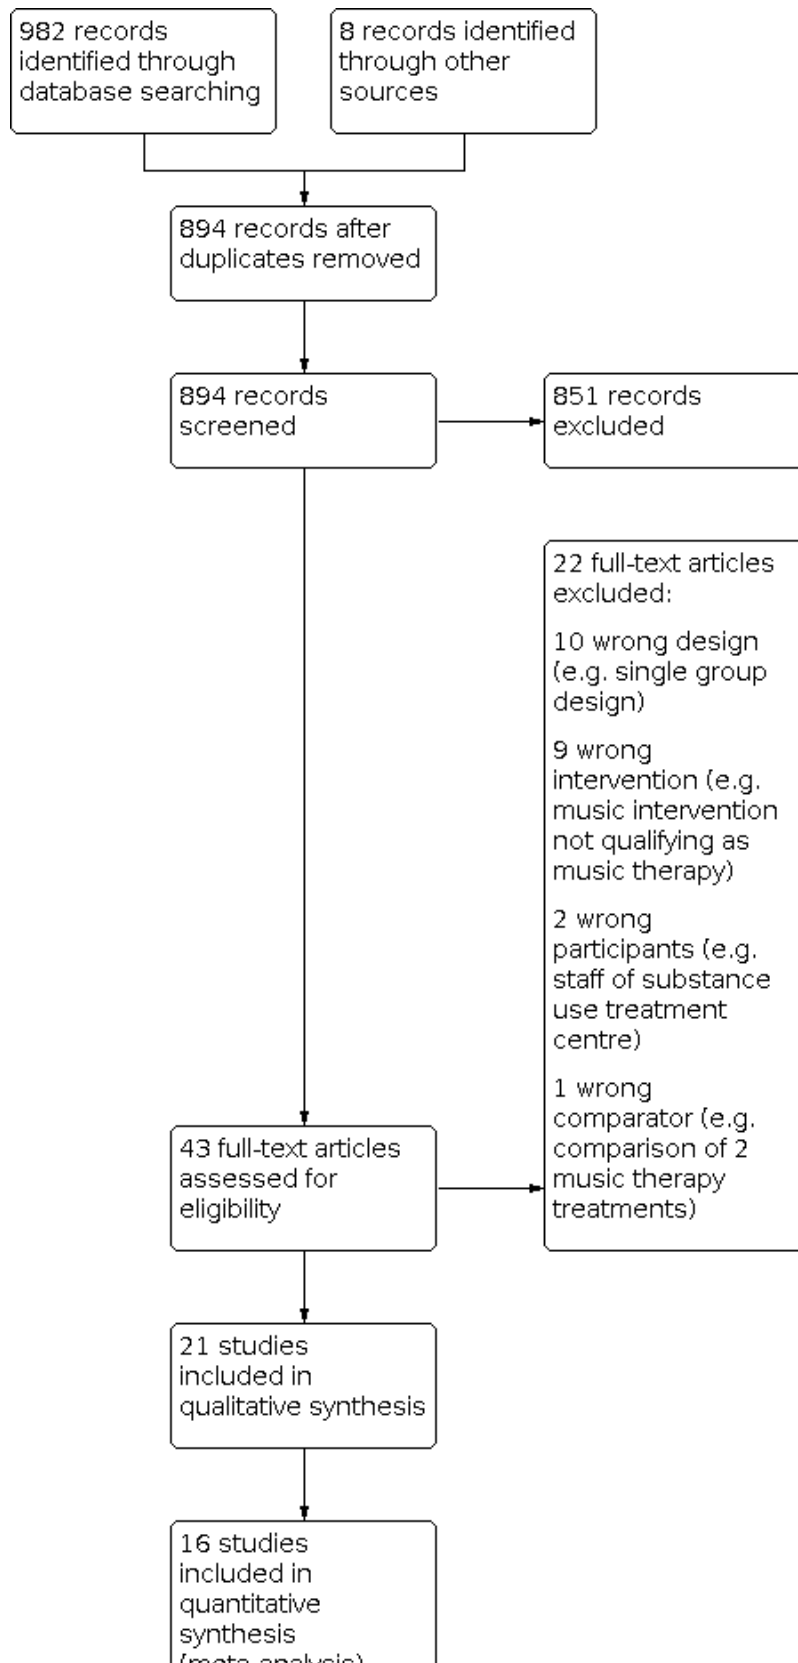 982 records
identified through
database searching
8 records identified
through other
sources
894 records after
duplicates removed
894 records
screened
851 records
excluded
22 full-text articles
excluded:
10 wrong design
(e.g. single group
design)
9 wrong
intervention (e.g.
music intervention
not qualifying as
music therapy)
2 wrong
participants (e.g.
staff of substance
use treatment
centre)
1 wrong
comparator (e.g.
comparison of 2
music therapy
treatments)
43 full-text articles
assessed for
eligibility
21 studies
included in
qualitative synthesis
16 studies
included in
quantitative
synthesis
(meta-analysis)